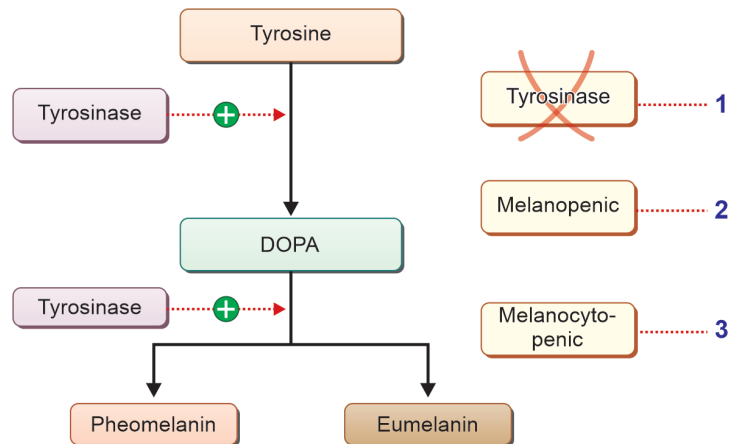 Tyrosine
Tyrosinase
+
Tyrosinase
1
Melanopenic
2
DOPA
Tyrosinase
+
Melanocyto-
penic
3
Pheomelanin
Eumelanin